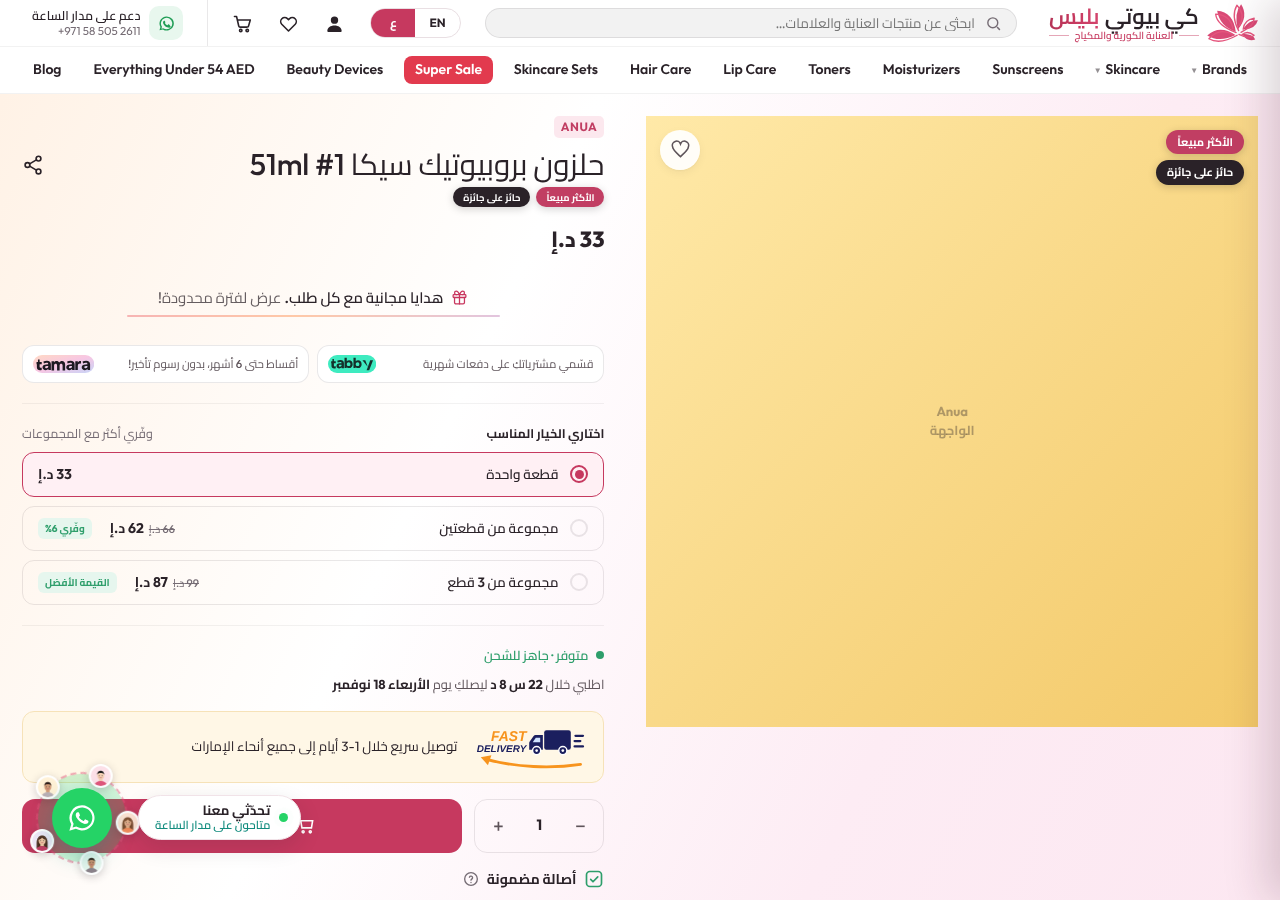 كي بيوتي بليس
العناية الكورية والمكياج
ابحثي عن منتجات العناية والعلامات...
EN
ع
دعم على مدار الساعة
+971 58 505 2611
Brands
Skincare
Sunscreens
Moisturizers
Toners
Lip Care
Hair Care
Skincare Sets
Super Sale
Beauty Devices
Everything Under 54 AED
Blog
الأكثر مبيعاً
حائز على جائزة
Anua
الواجهة
ANUA
حلزون بروبيوتيك سيكا 1# 51ml
الأكثر مبيعاً
حائز على جائزة
33 د.إ
هدايا مجانية مع كل طلب. عرض لفترة محدودة!
قسّمي مشترياتكِ على دفعات شهرية
tabby
أقساط حتى 6 أشهر، بدون رسوم تأخير!
tamara
اختاري الخيار المناسب
وفّري أكثر مع المجموعات
قطعة واحدة
33 د.إ
مجموعة من قطعتين
66 د.إ
62 د.إ
وفّري 6%
مجموعة من 3 قطع
99 د.إ
87 د.إ
القيمة الأفضل
متوفر · جاهز للشحن
اطلبي خلال 22 س 8 د ليصلكِ يوم الأربعاء 18 نوفمبر
FAST
DELIVERY
توصيل سريع خلال 1-3 أيام إلى جميع أنحاء الإمارات
−
1
+
تحدّثي معنا
متاحون على مدار الساعة
أصالة مضمونة